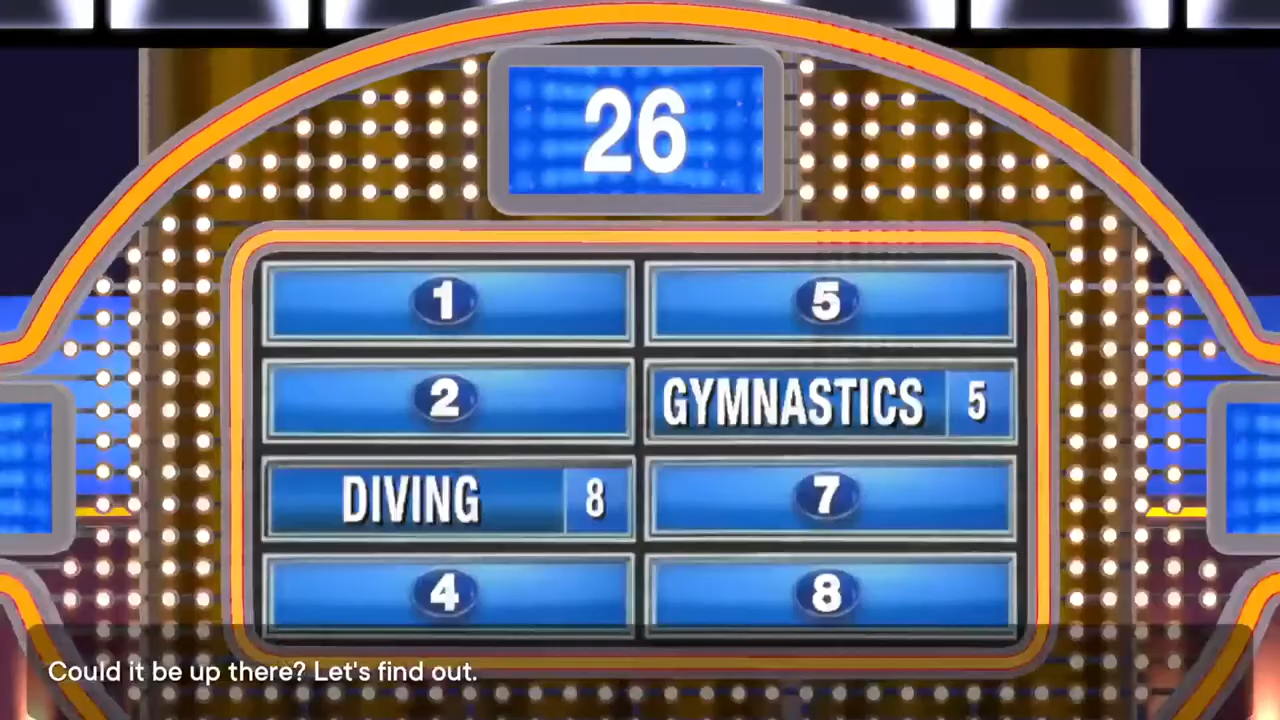 26
1
5
2
GYMNASTICS 5
DIVING 8
7
4
8
Could it be up there? Let's find out.